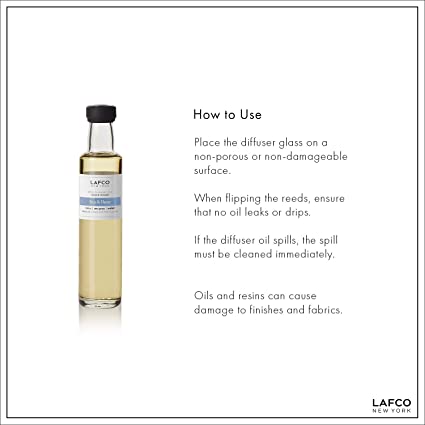 LAFCO
NEW YORK
How to Use
Place the diffuser glass on a
non-porous or non-damageable
surface.
When flipping the reeds, ensure
that no oil leaks or drips.
If the diffuser oil spills, the spill
must be cleaned immediately.
Oils and resins can cause
damage to finishes and fabrics.
LAFCO
NEW YORK